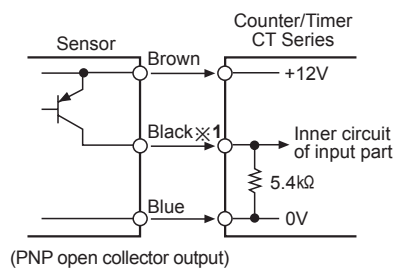 Counter/Timer
CT Series
Sensor
Brown
+12V
Black※1
Inner circuit
of input part
5.4kΩ
Blue
0V
(PNP open collector output)